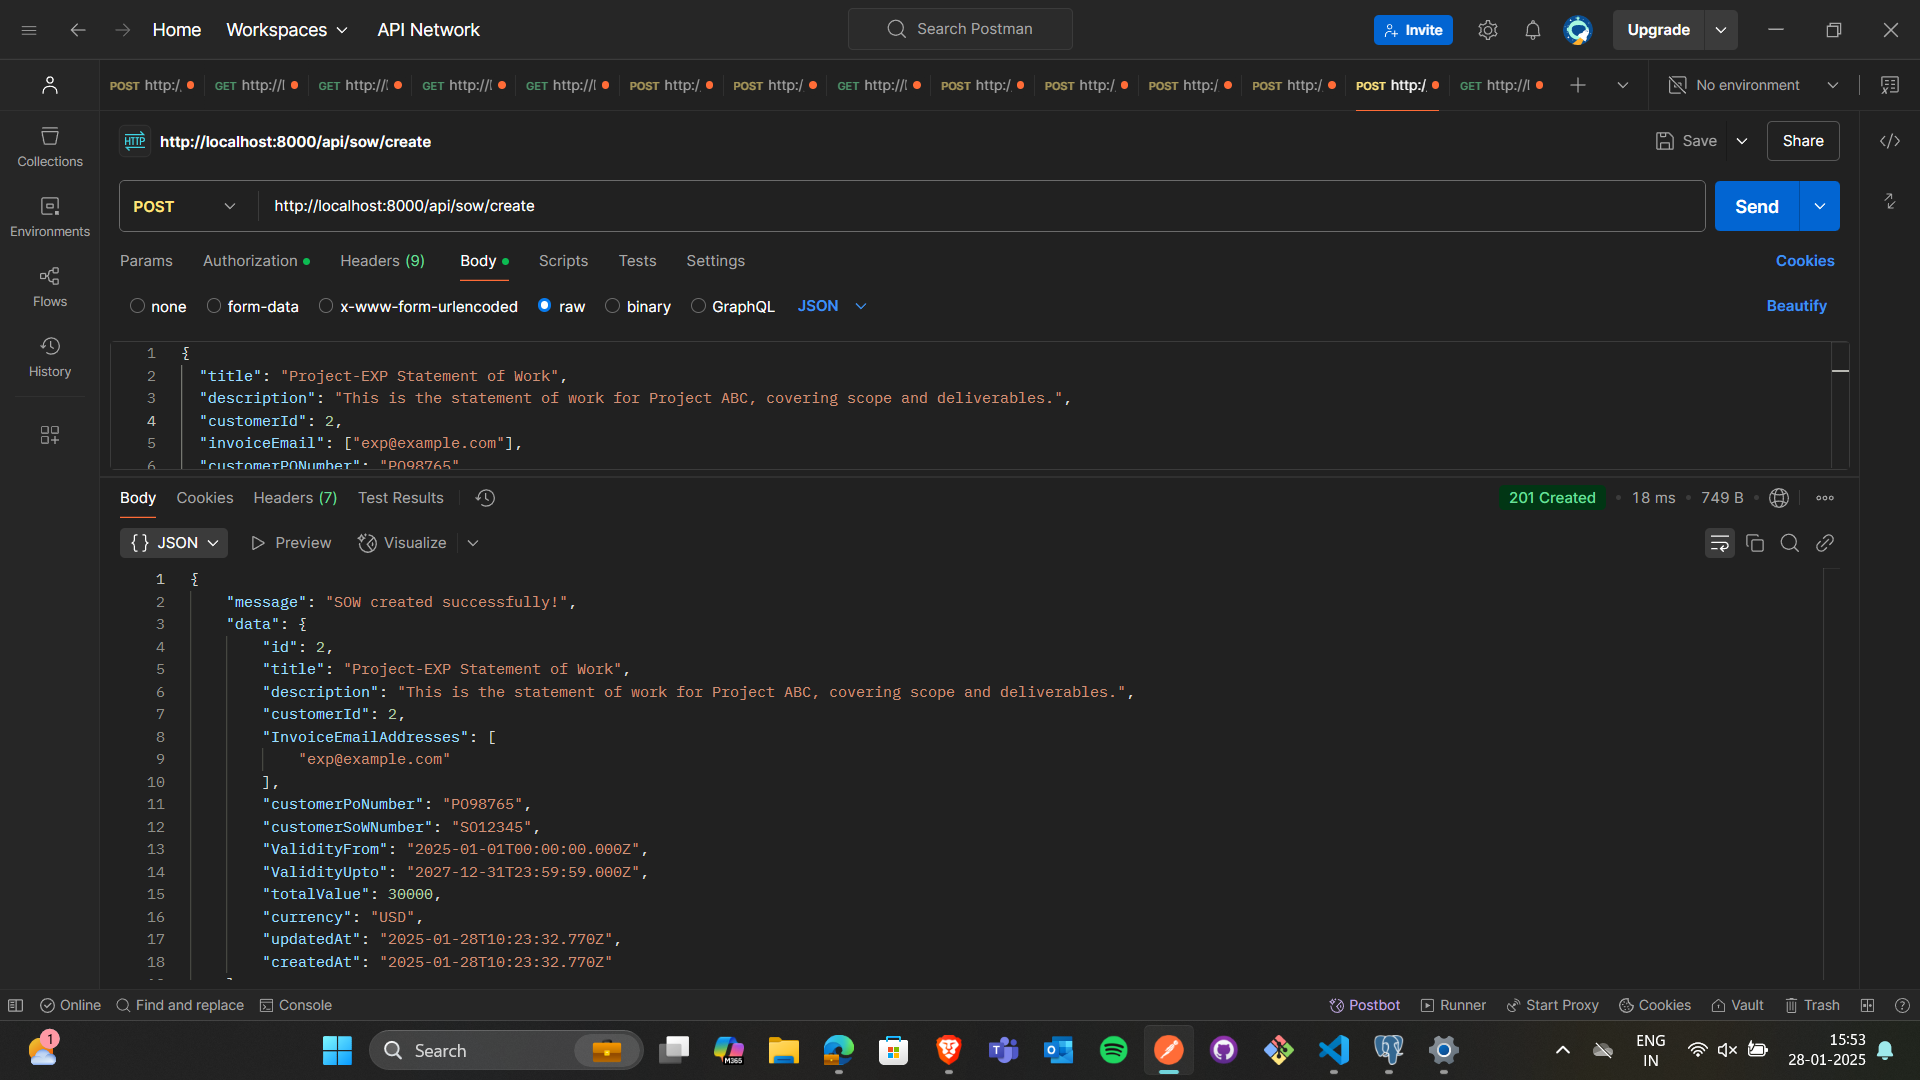 Home Workspaces API Network Search Postman Invite Upgrade
POST http:/ GET http://l GET http://l GET http://l GET http://l POST http:/ POST http:/ GET http://l POST http:/ POST http:/ POST http:/ POST http:/ POST http:/ GET http://l No environment
Collections
Environments
Flows
History
HTTP http://localhost:8000/api/sow/create Save Share
POST http://localhost:8000/api/sow/create Send
Params Authorization Headers (9) Body Scripts Tests Settings Cookies
none form-data x-www-form-urlencoded raw binary GraphQL JSON Beautify
1 {
2 "title": "Project-EXP Statement of Work",
3 "description": "This is the statement of work for Project ABC, covering scope and deliverables.",
4 "customerId": 2,
5 "invoiceEmail": ["exp@example.com"],
6 "customerPONumber": "PO98765"
Body Cookies Headers (7) Test Results 201 Created 18 ms 749 B
{} JSON Preview Visualize
1 {
2 "message": "SOW created successfully!",
3 "data": {
4 "id": 2,
5 "title": "Project-EXP Statement of Work",
6 "description": "This is the statement of work for Project ABC, covering scope and deliverables.",
7 "customerId": 2,
8 "InvoiceEmailAddresses": [
9 "exp@example.com"
10 ],
11 "customerPoNumber": "PO98765",
12 "customerSoWNumber": "SO12345",
13 "ValidityFrom": "2025-01-01T00:00:00.000Z",
14 "ValidityUpto": "2027-12-31T23:59:59.000Z",
15 "totalValue": 30000,
16 "currency": "USD",
17 "updatedAt": "2025-01-28T10:23:32.770Z",
18 "createdAt": "2025-01-28T10:23:32.770Z"
Online Find and replace Console Postbot Runner Start Proxy Cookies Vault Trash
1 Search M365 ENG IN 15:53
28-01-2025